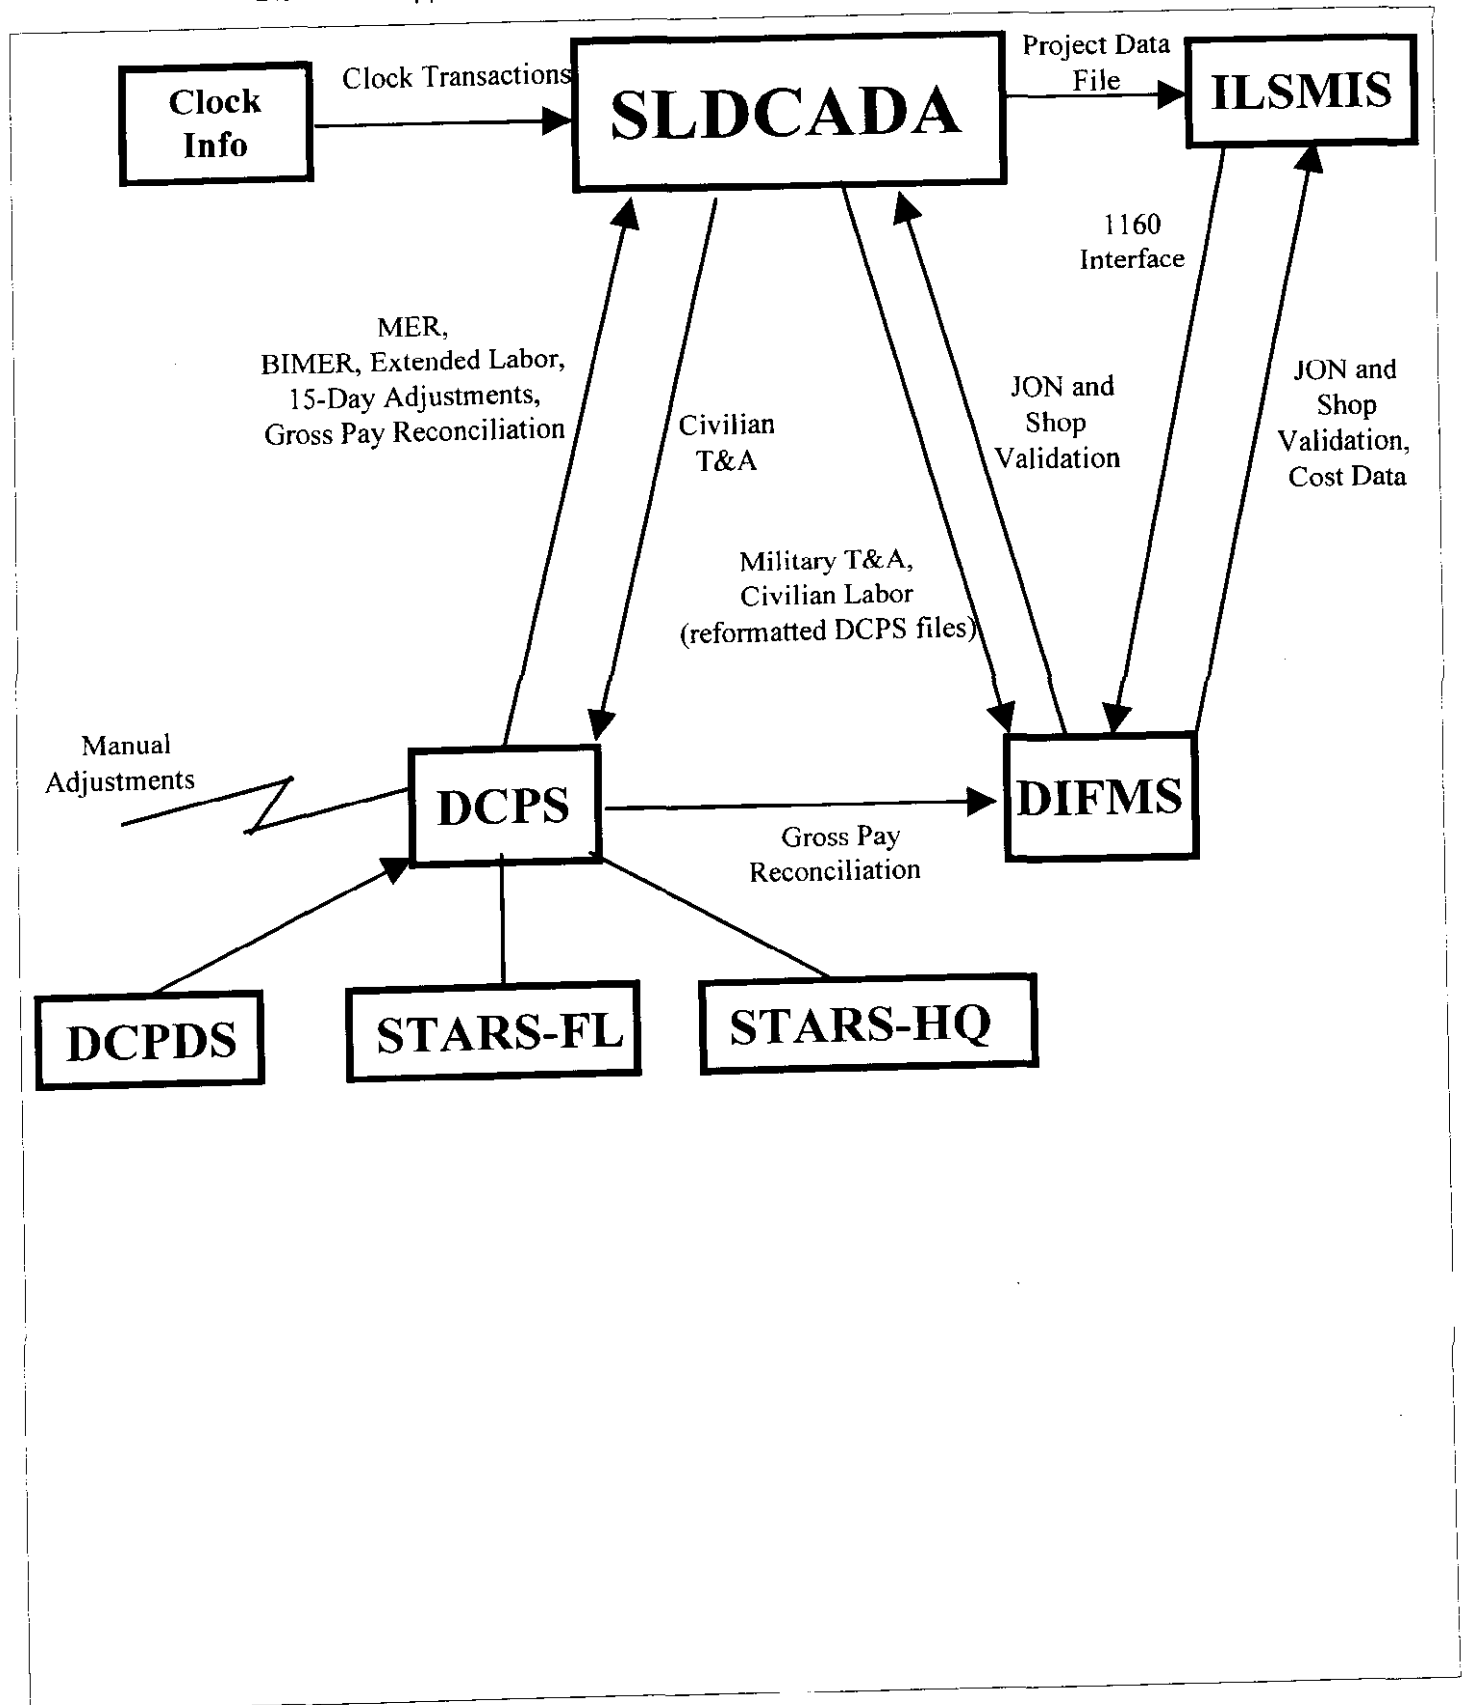 Clock Transactions
Project Data
File
Clock
Info
SLDCADA
ILSMIS
1160
Interface
MER,
BIMER, Extended Labor,
15-Day Adjustments,
Gross Pay Reconciliation
Civilian
T&A
JON and
Shop
Validation
JON and
Shop
Validation,
Cost Data
Military T&A,
Civilian Labor
(reformatted DCPS files)
Manual
Adjustments
DCPS
DIFMS
Gross Pay
Reconciliation
DCPDS
STARS-FL
STARS-HQ